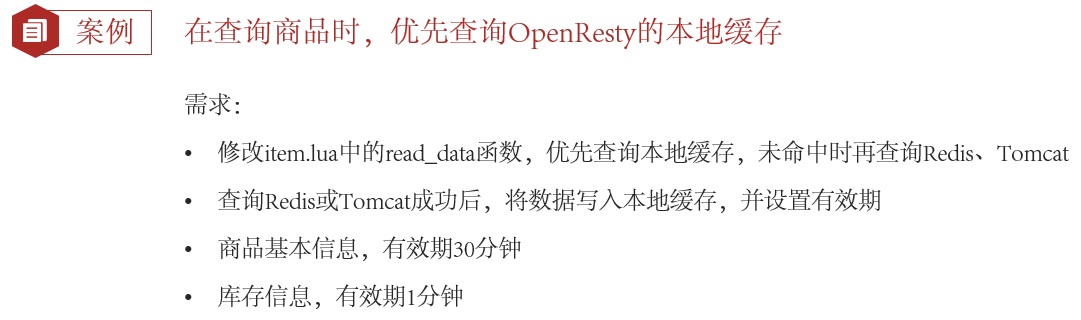 案例
在查询商品时，优先查询OpenResty的本地缓存
需求：
• 修改item.lua中的read_data函数，优先查询本地缓存，未命中时再查询Redis、Tomcat
• 查询Redis或Tomcat成功后，将数据写入本地缓存，并设置有效期
• 商品基本信息，有效期30分钟
• 库存信息，有效期1分钟